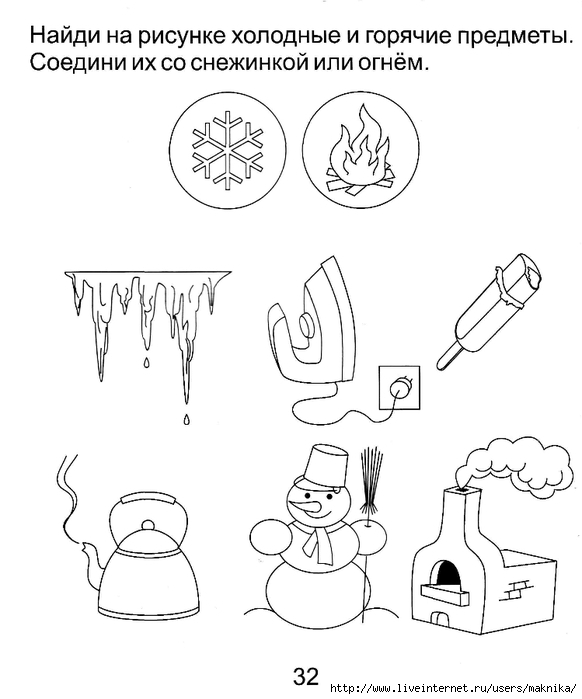 Найди на рисунке холодные и горячие предметы.
Соедини их со снежинкой или огнём.
32
http://www.liveinternet.ru/users/maknika/